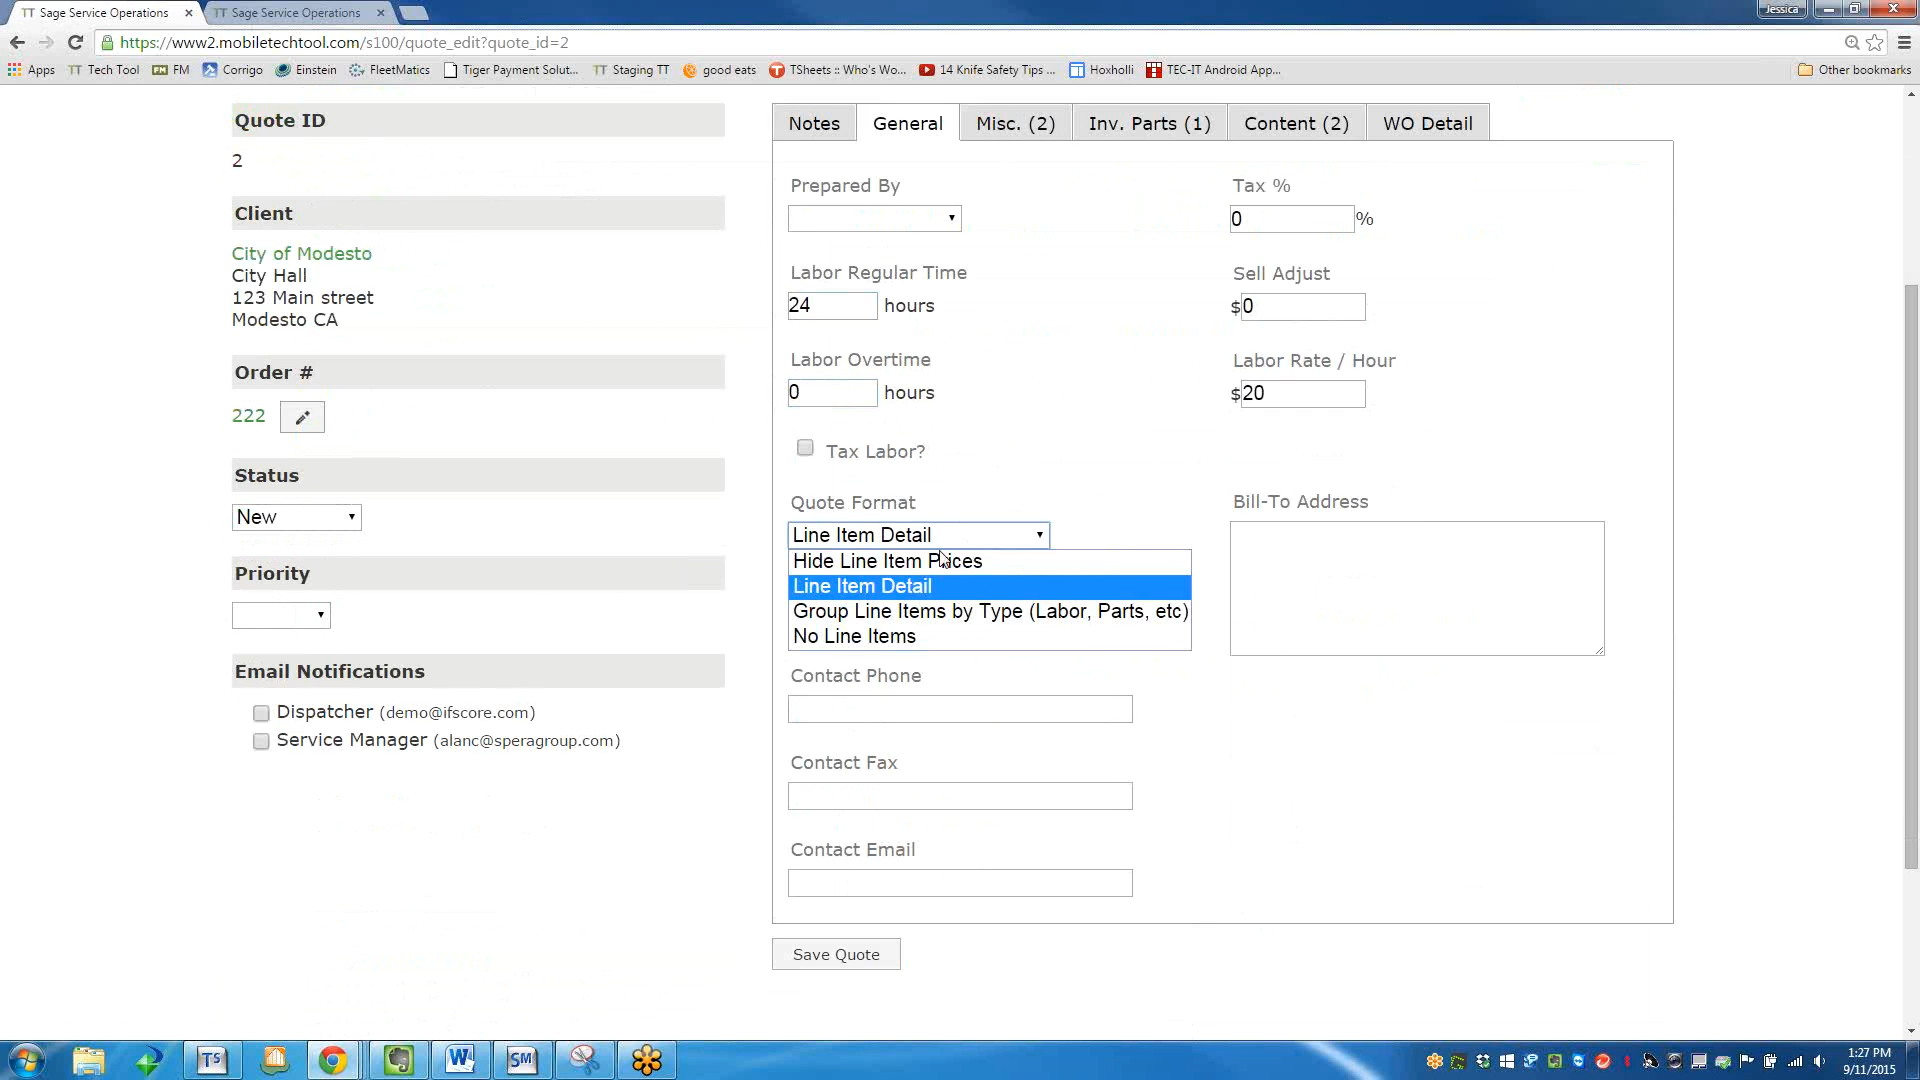 TT Sage Service Operations ×
TT Sage Service Operations ×
Jessica
https://www2.mobiletechtool.com/s100/quote_edit?quote_id=2
Apps TT Tech Tool FM FM Corrigo Einstein FleetMatics Tiger Payment Solut... TT Staging TT good eats TSheets :: Who's Wo... 14 Knife Safety Tips ... Hoxholli TEC-IT Android App... Other bookmarks
Quote ID
2
Client
City of Modesto
City Hall
123 Main street
Modesto CA
Order #
222
Status
New
Priority
Email Notifications
Dispatcher (demo@ifscore.com)
Service Manager (alanc@speragroup.com)
Notes General Misc. (2) Inv. Parts (1) Content (2) WO Detail
Prepared By
Tax %
0 %
Labor Regular Time
24 hours
Sell Adjust
$0
Labor Overtime
0 hours
Labor Rate / Hour
$20
Tax Labor?
Quote Format
Line Item Detail
Hide Line Item Prices
Line Item Detail
Group Line Items by Type (Labor, Parts, etc)
No Line Items
Bill-To Address
Contact Phone
Contact Fax
Contact Email
Save Quote
TS
W
SM
1:27 PM
9/11/2015